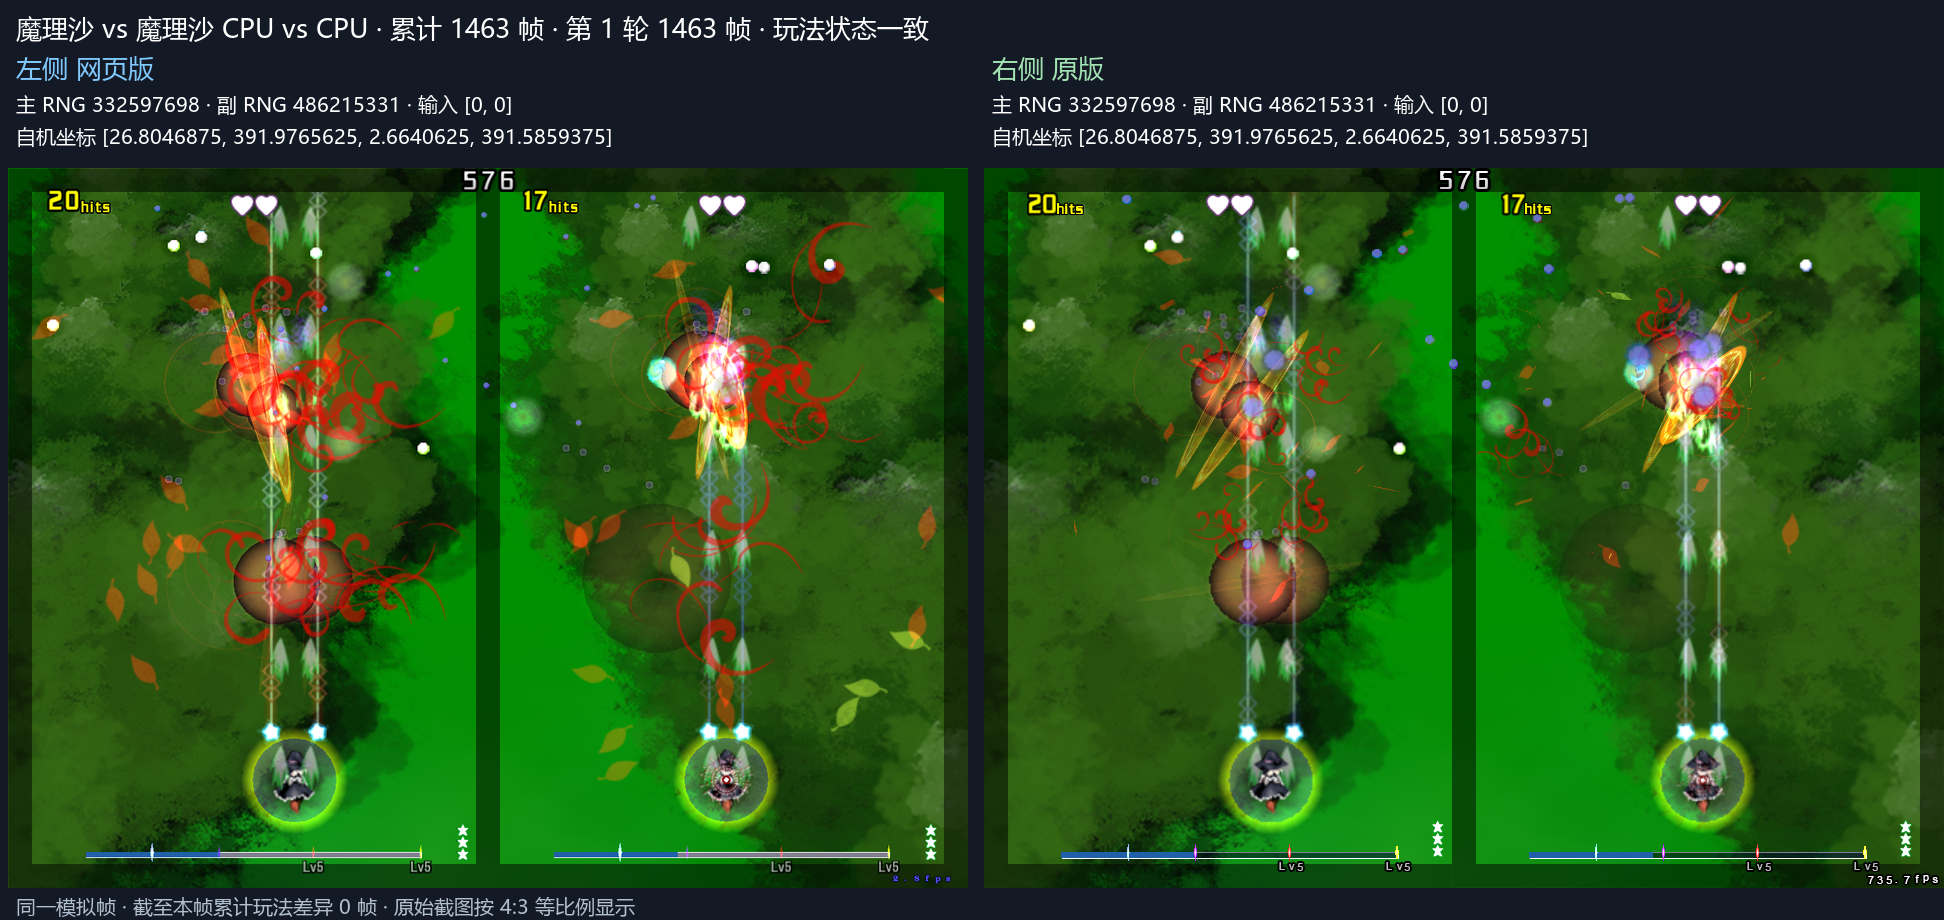 魔理沙 vs 魔理沙 CPU vs CPU · 累计 1463 帧 · 第 1 轮 1463 帧 · 玩法状态一致
左侧 网页版
主 RNG 332597698 · 副 RNG 486215331 · 输入 [0, 0]
自机坐标 [26.8046875, 391.9765625, 2.6640625, 391.5859375]
右侧 原版
主 RNG 332597698 · 副 RNG 486215331 · 输入 [0, 0]
自机坐标 [26.8046875, 391.9765625, 2.6640625, 391.5859375]
576
20hits
17hits
Lv5
Lv5
Lv5
Lv5
2.8fps
576
20hits
17hits
Lv5
Lv5
Lv5
Lv5
735.7fps
同一模拟帧 · 截至本帧累计玩法差异 0 帧 · 原始截图按 4:3 等比例显示